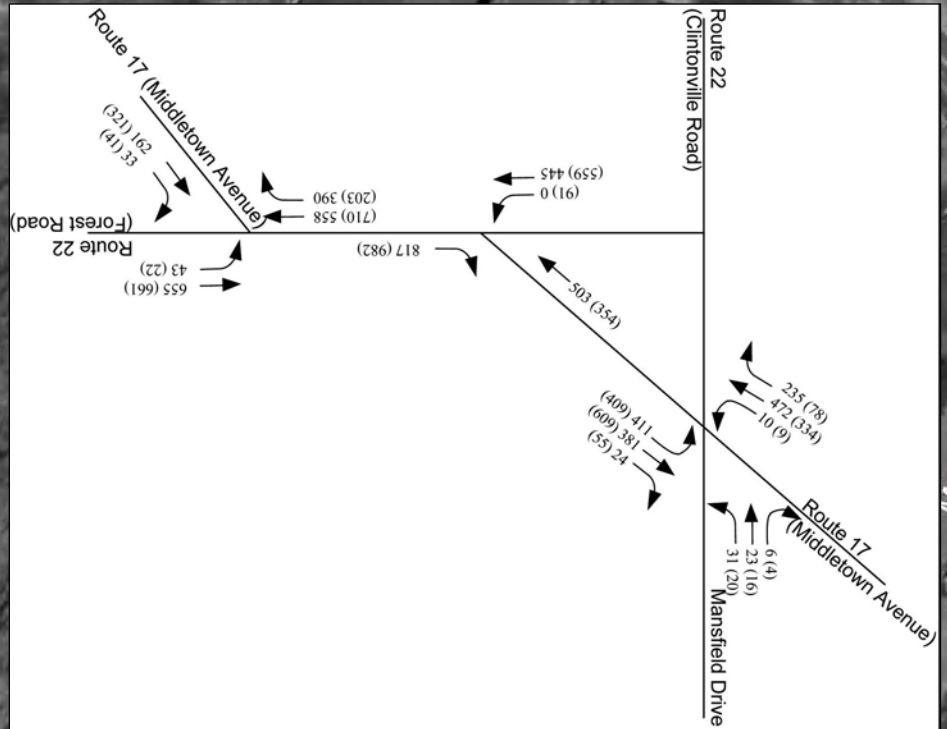 Route 17 (Middletown Avenue)
(321) 162
(41) 33
Route 22
(Forest Road)
43 (22)
655 (661)
(203) 390
(710) 558
(559) 445
(91) 0
817 (982)
503 (354)
Route 22
(Clintonville Road)
235 (78)
472 (334)
10 (9)
(409) 411
(609) 381
(55) 24
6 (4)
23 (16)
31 (20)
Route 17
(Middletown Avenue)
Mansfield Drive